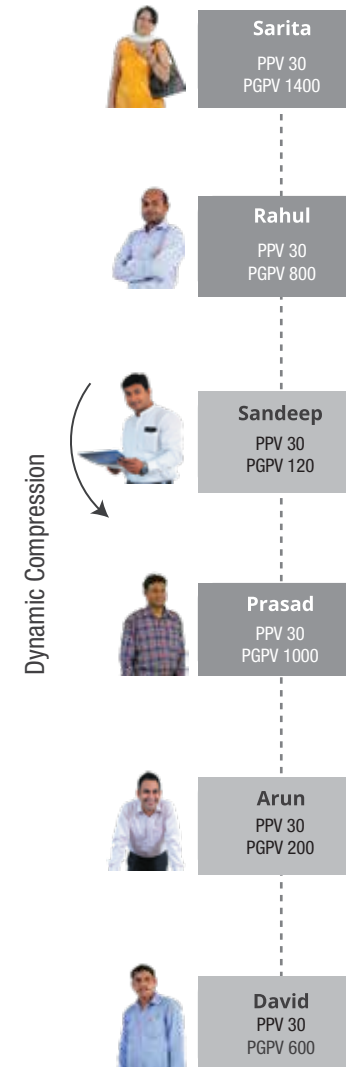 Sarita
PPV 30
PGPV 1400
Rahul
PPV 30
PGPV 800
Sandeep
PPV 30
PGPV 120
Dynamic Compression
Prasad
PPV 30
PGPV 1000
Arun
PPV 30
PGPV 200
David
PPV 30
PGPV 600